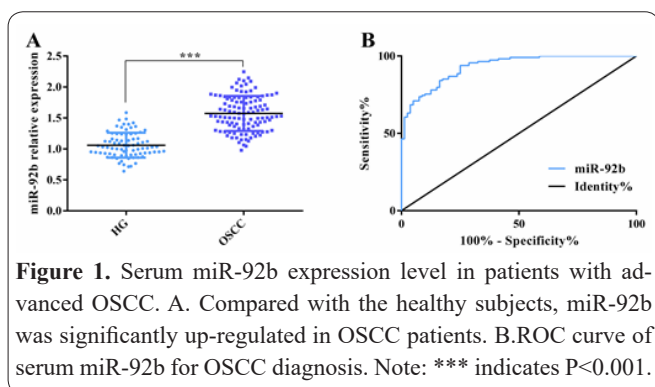 A
***
miR-92b relative expression
2.5
2.0
1.5
1.0
0.5
0.0
HG
OSCC
B
Sensitivity%
100
50
0
0
50
100
miR-92b
Identity%
100% - Specificity%
Figure 1. Serum miR-92b expression level in patients with ad-
vanced OSCC. A. Compared with the healthy subjects, miR-92b
was significantly up-regulated in OSCC patients. B.ROC curve of
serum miR-92b for OSCC diagnosis. Note: *** indicates P<0.001.